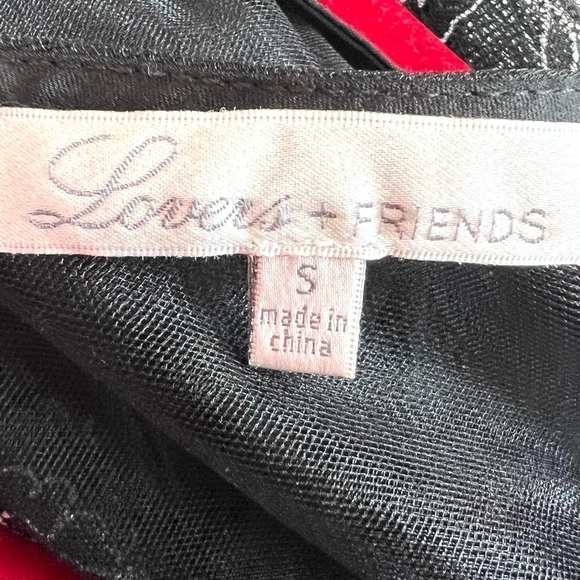 Lovers + FRIENDS
S
made in
china